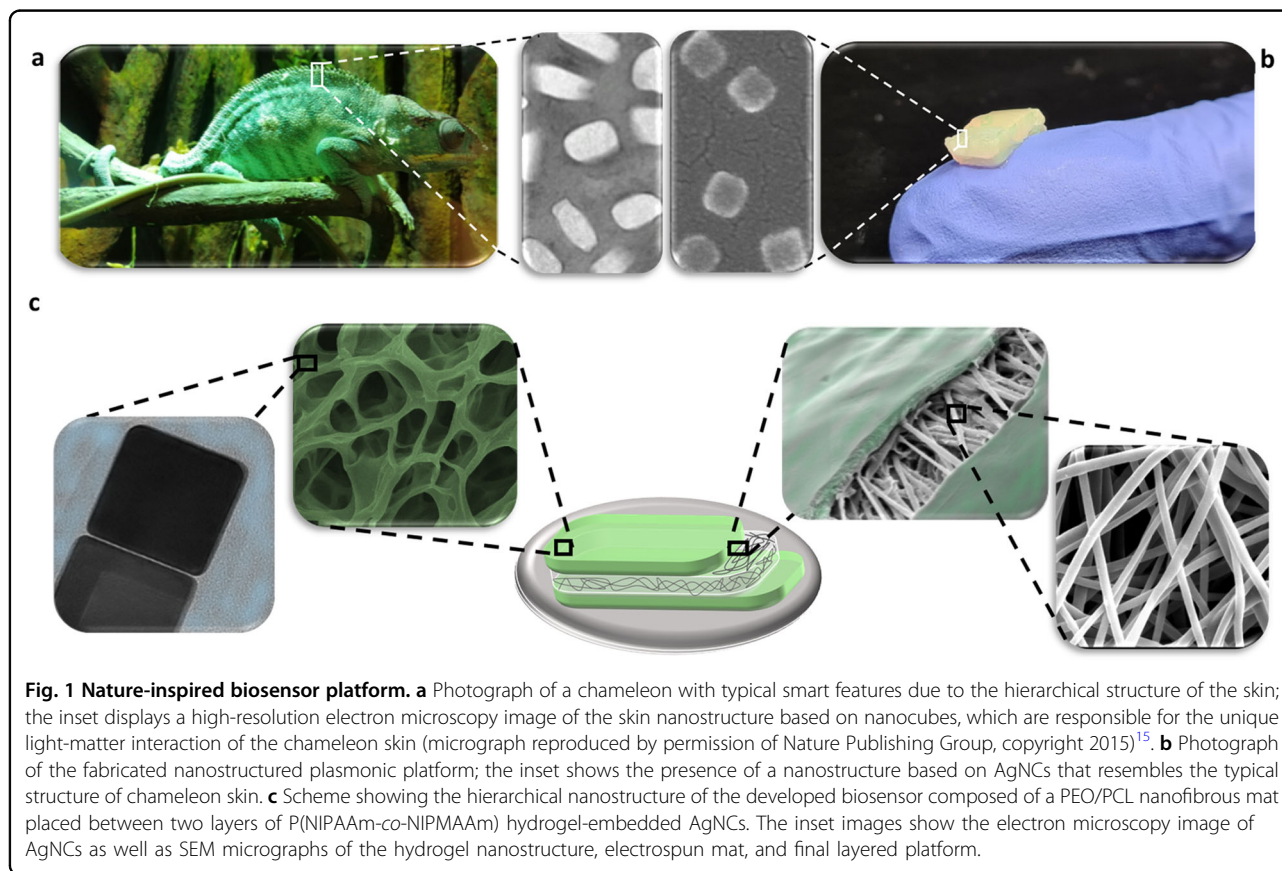 a
b
c
Fig. 1 Nature-inspired biosensor platform. a Photograph of a chameleon with typical smart features due to the hierarchical structure of the skin;
the inset displays a high-resolution electron microscopy image of the skin nanostructure based on nanocubes, which are responsible for the unique
light-matter interaction of the chameleon skin (micrograph reproduced by permission of Nature Publishing Group, copyright 2015)15. b Photograph
of the fabricated nanostructured plasmonic platform; the inset shows the presence of a nanostructure based on AgNCs that resembles the typical
structure of chameleon skin. c Scheme showing the hierarchical nanostructure of the developed biosensor composed of a PEO/PCL nanofibrous mat
placed between two layers of P(NIPAAm-co-NIPMAAm) hydrogel-embedded AgNCs. The inset images show the electron microscopy image of
AgNCs as well as SEM micrographs of the hydrogel nanostructure, electrospun mat, and final layered platform.